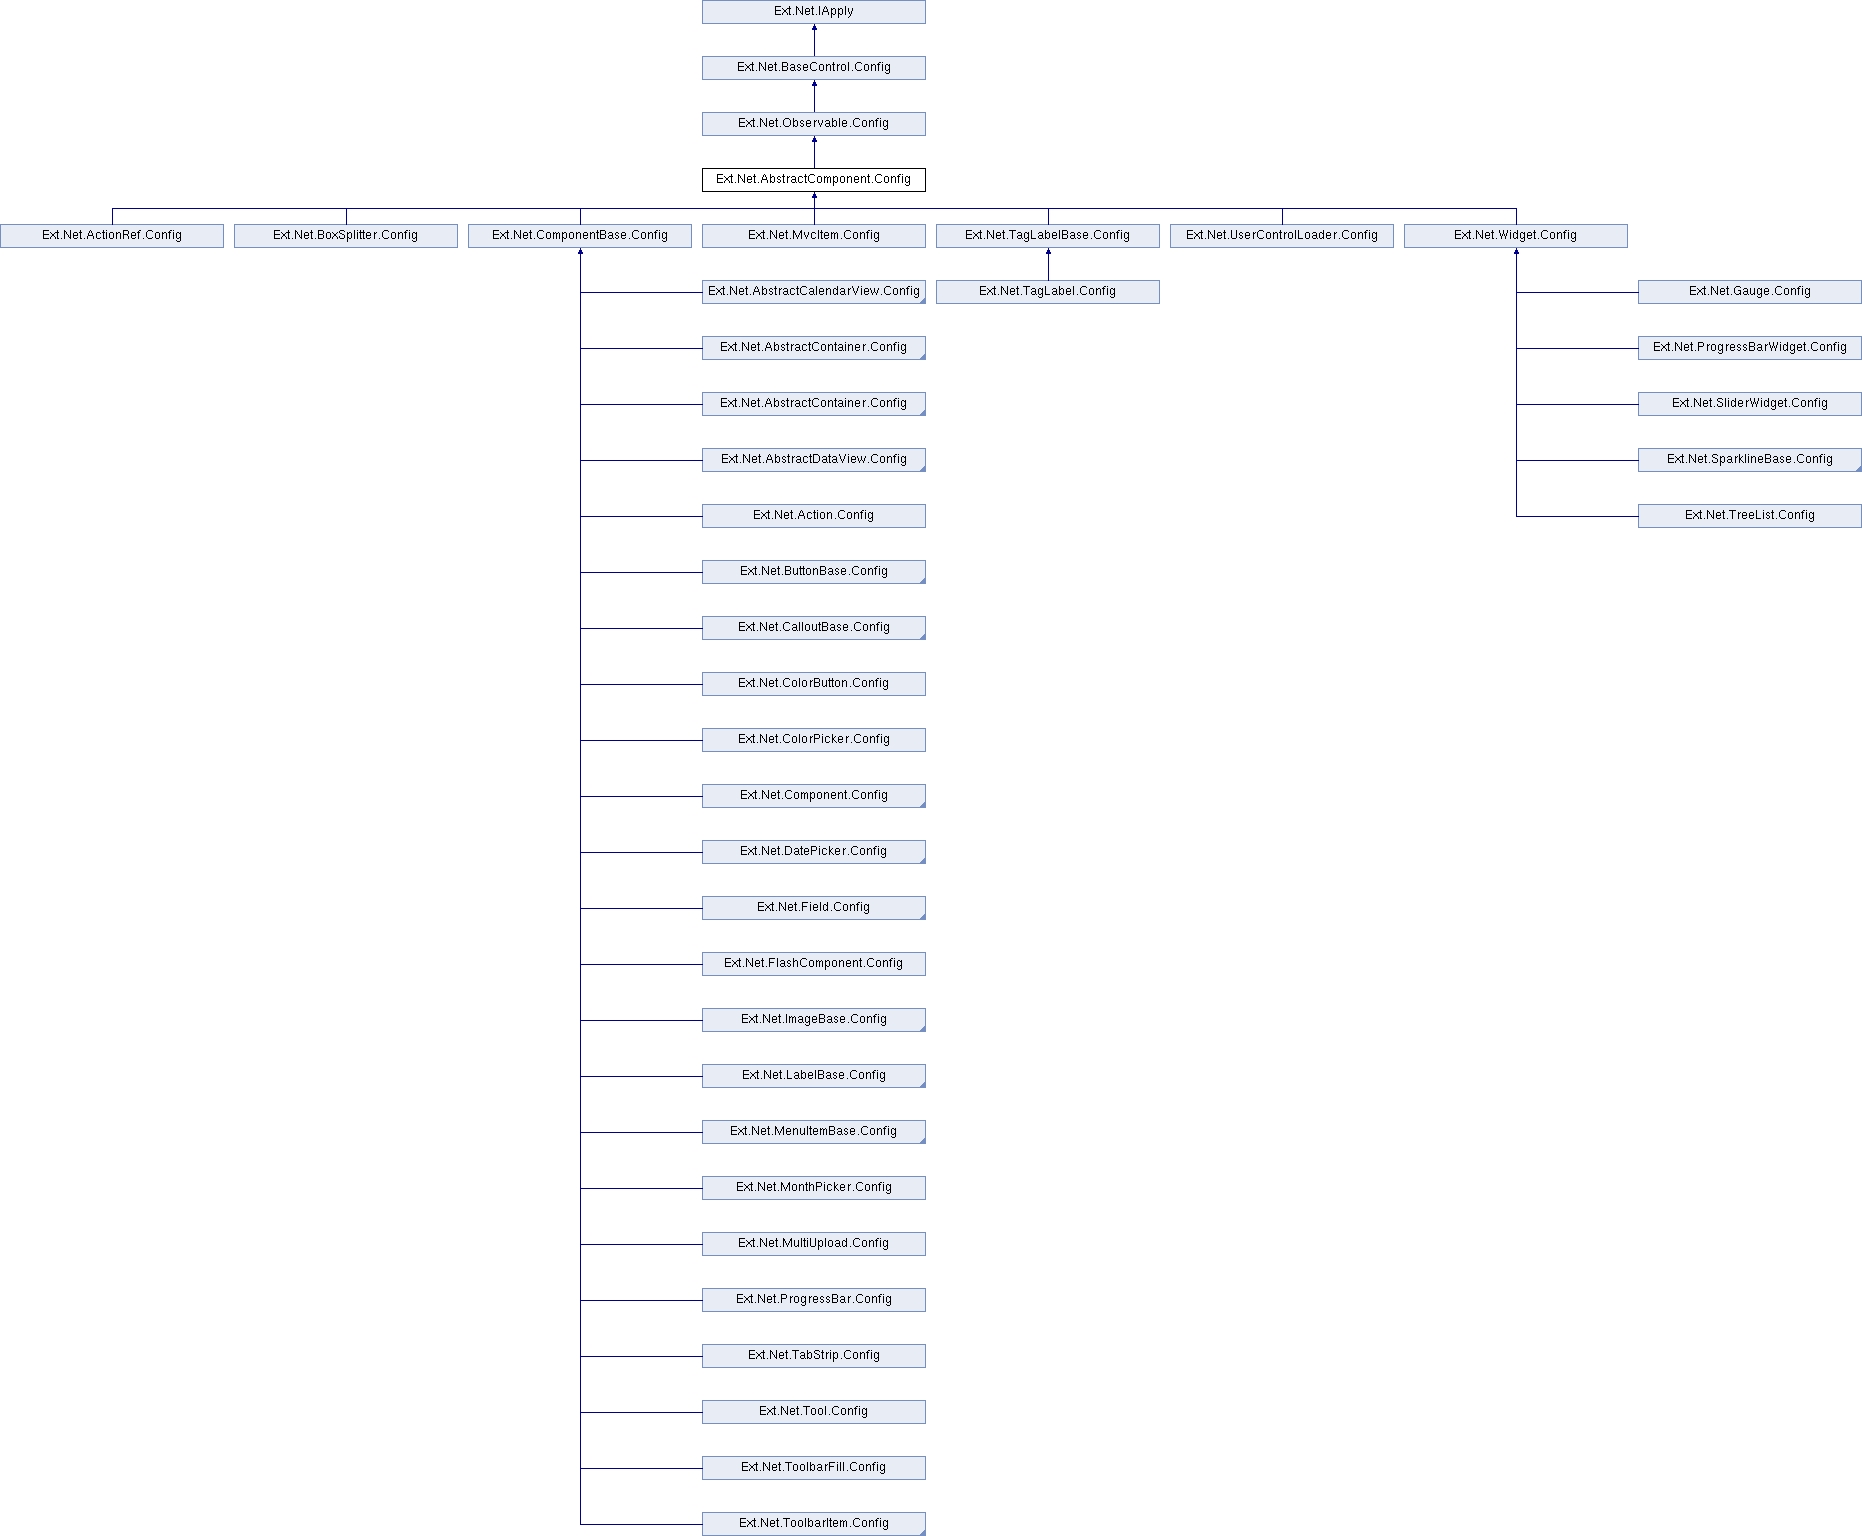 Ext.Net.IApply
Ext.Net.BaseControl.Config
Ext.Net.Observable.Config
Ext.Net.AbstractComponent.Config
Ext.Net.ActionRef.Config
Ext.Net.BoxSplitter.Config
Ext.Net.ComponentBase.Config
Ext.Net.MvcItem.Config
Ext.Net.TagLabelBase.Config
Ext.Net.UserControlLoader.Config
Ext.Net.Widget.Config
Ext.Net.AbstractCalendarView.Config
Ext.Net.TagLabel.Config
Ext.Net.Gauge.Config
Ext.Net.AbstractContainer.Config
Ext.Net.ProgressBarWidget.Config
Ext.Net.AbstractContainer.Config
Ext.Net.SliderWidget.Config
Ext.Net.AbstractDataView.Config
Ext.Net.SparklineBase.Config
Ext.Net.Action.Config
Ext.Net.TreeList.Config
Ext.Net.ButtonBase.Config
Ext.Net.CalloutBase.Config
Ext.Net.ColorButton.Config
Ext.Net.ColorPicker.Config
Ext.Net.Component.Config
Ext.Net.DatePicker.Config
Ext.Net.Field.Config
Ext.Net.FlashComponent.Config
Ext.Net.ImageBase.Config
Ext.Net.LabelBase.Config
Ext.Net.MenuItemBase.Config
Ext.Net.MonthPicker.Config
Ext.Net.MultiUpload.Config
Ext.Net.ProgressBar.Config
Ext.Net.TabStrip.Config
Ext.Net.Tool.Config
Ext.Net.ToolbarFill.Config
Ext.Net.ToolbarItem.Config